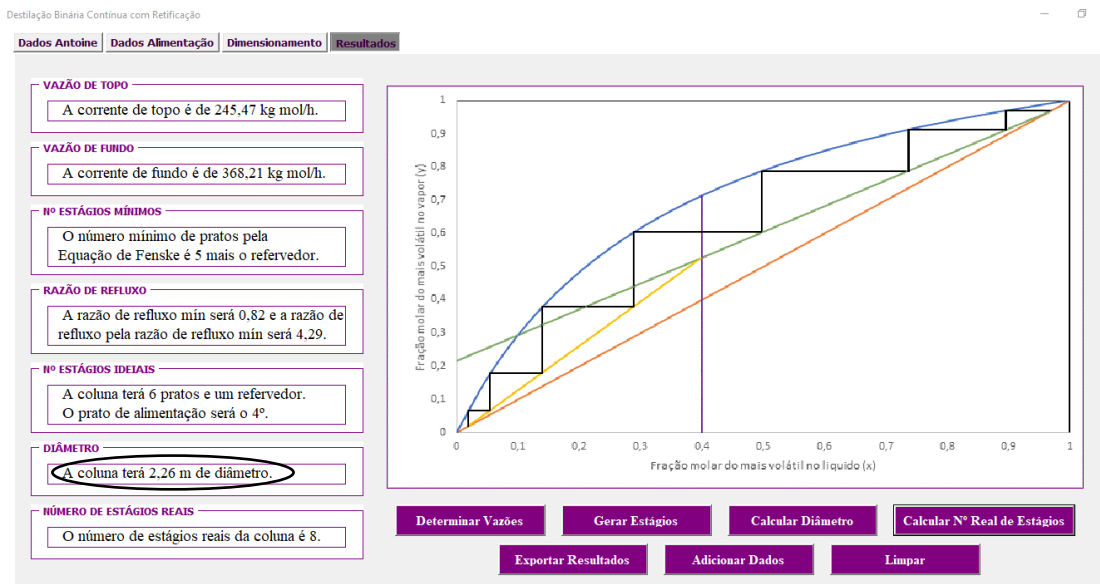 Destilação Binária Contínua com Retificação
Dados Antoine
Dados Alimentação
Dimensionamento
Resultados
VAZÃO DE TOPO
A corrente de topo é de 245,47 kg mol/h.
VAZÃO DE FUNDO
A corrente de fundo é de 368,21 kg mol/h.
Nº ESTÁGIOS MÍNIMOS
O número mínimo de pratos pela
Equação de Fenske é 5 mais o refervedor.
RAZÃO DE REFLUXO
A razão de refluxo mín será 0,82 e a razão de
refluxo pela razão de refluxo mín será 4,29.
Nº ESTÁGIOS IDEIAIS
A coluna terá 6 pratos e um refervedor.
O prato de alimentação será o 4º.
DIÂMETRO
A coluna terá 2,26 m de diâmetro.
NÚMERO DE ESTÁGIOS REAIS
O número de estágios reais da coluna é 8.
Fração molar do mais volátil no vapor (y)
1
0,9
0,8
0,7
0,6
0,5
0,4
0,3
0,2
0,1
0
0
0,1
0,2
0,3
0,4
0,5
0,6
0,7
0,8
0,9
1
Fração molar do mais volátil no liquido (x)
Determinar Vazões
Gerar Estágios
Calcular Diâmetro
Calcular Nº Real de Estágios
Exportar Resultados
Adicionar Dados
Limpar